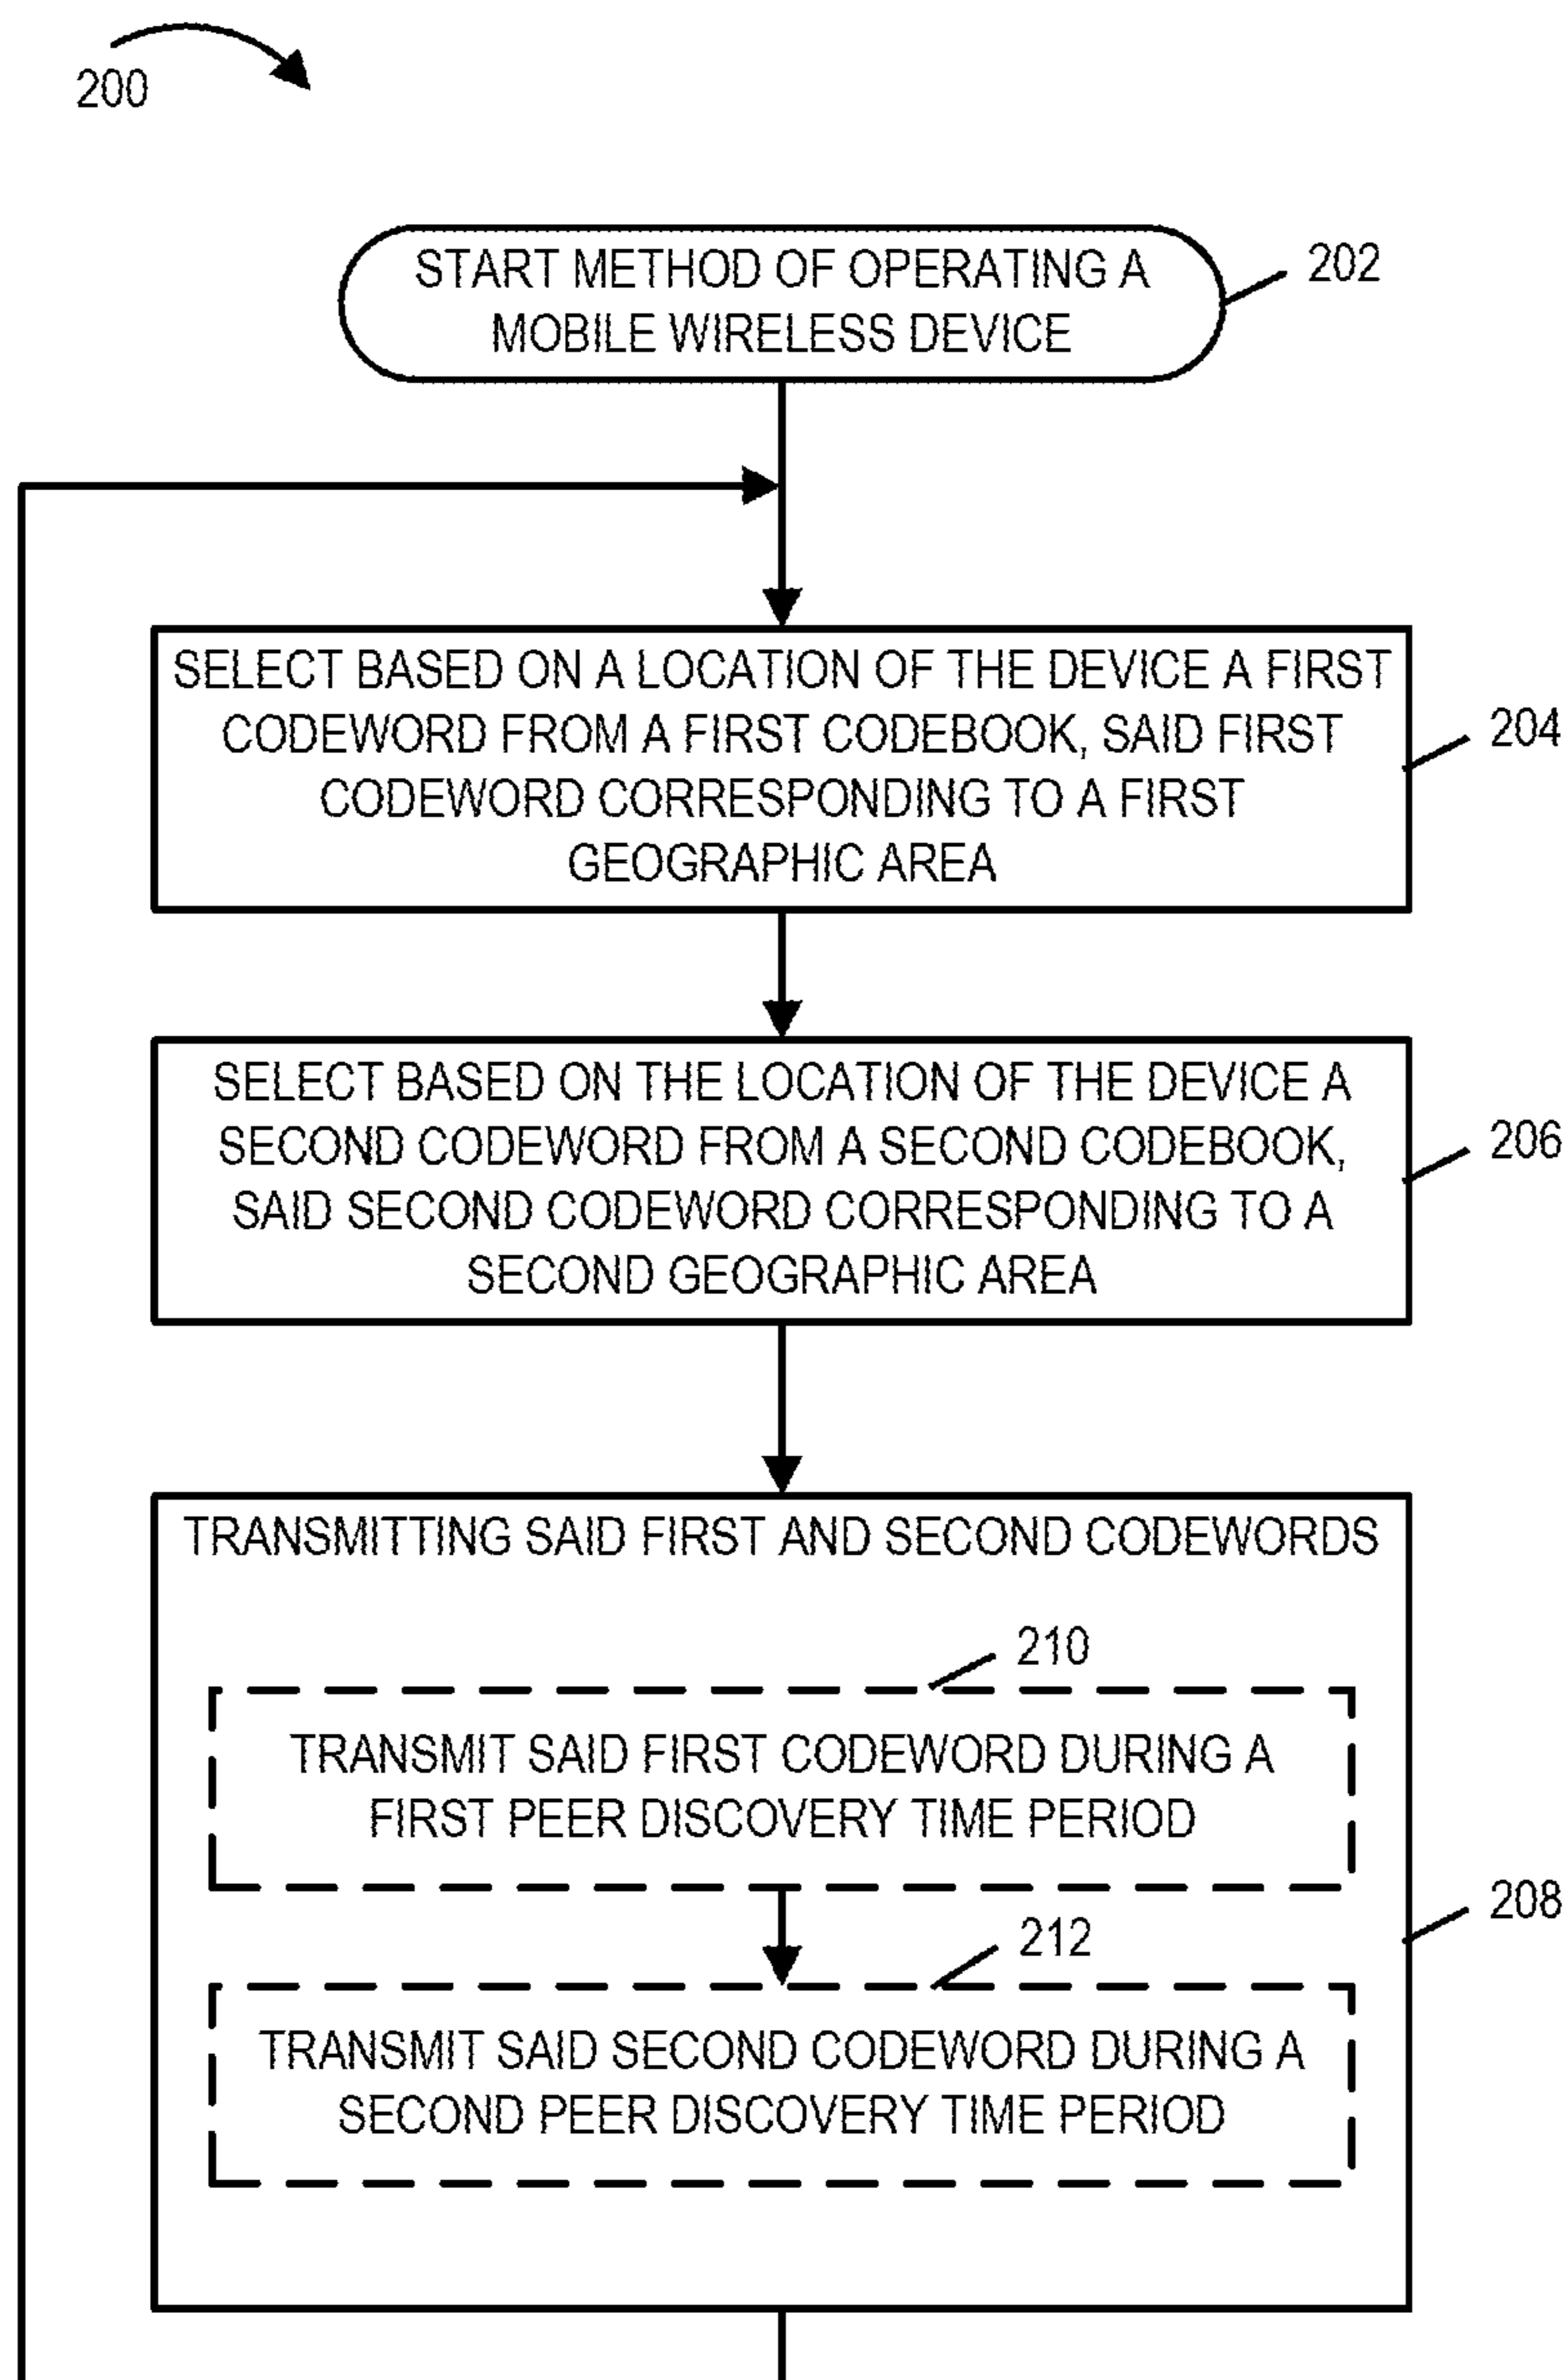 200
START METHOD OF OPERATING A
MOBILE WIRELESS DEVICE
202
SELECT BASED ON A LOCATION OF THE DEVICE A FIRST
CODEWORD FROM A FIRST CODEBOOK, SAID FIRST
CODEWORD CORRESPONDING TO A FIRST
GEOGRAPHIC AREA
204
SELECT BASED ON THE LOCATION OF THE DEVICE A
SECOND CODEWORD FROM A SECOND CODEBOOK,
SAID SECOND CODEWORD CORRESPONDING TO A
SECOND GEOGRAPHIC AREA
206
TRANSMITTING SAID FIRST AND SECOND CODEWORDS
210
TRANSMIT SAID FIRST CODEWORD DURING A
FIRST PEER DISCOVERY TIME PERIOD
208
212
TRANSMIT SAID SECOND CODEWORD DURING A
SECOND PEER DISCOVERY TIME PERIOD